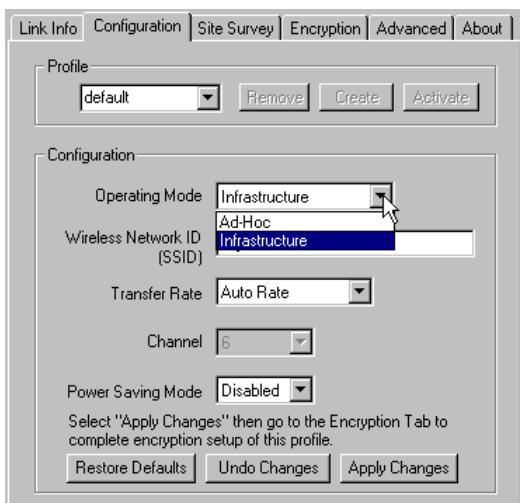 Link Info Configuration Site Survey Encryption Advanced About
Profile
default Remove Create Activate
Configuration
Operating Mode Infrastructure
Ad-Hoc
Infrastructure
Wireless Network ID
(SSID)
Transfer Rate Auto Rate
Channel 6
Power Saving Mode Disabled
Select "Apply Changes" then go to the Encryption Tab to
complete encryption setup of this profile.
Restore Defaults Undo Changes Apply Changes